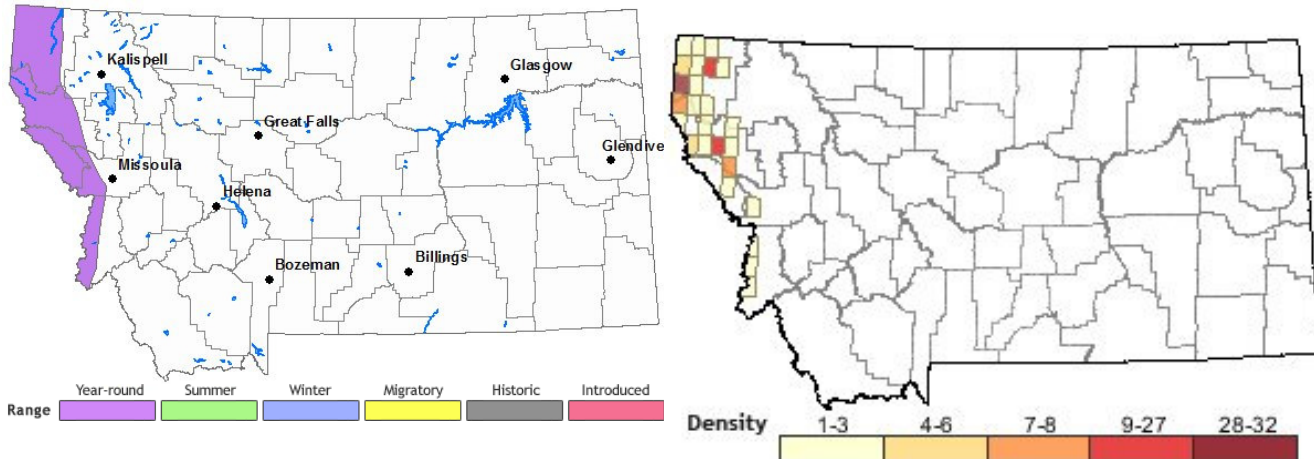 Kalispell
Glasgow
Great Falls
Glendive
Missoula
Helena
Bozeman
Billings
Year-round Summer Winter Migratory Historic Introduced
Range
Density 1-3 4-6 7-8 9-27 28-32